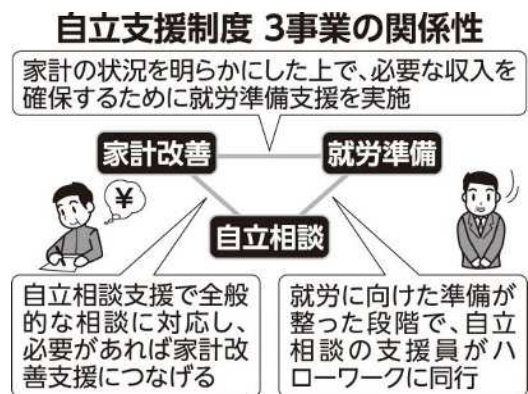 自立支援制度 3事業の関係性
家計の状況を明らかにした上で、必要な収入を
確保するために就労準備支援を実施
家計改善
就労準備
¥
自立相談
自立相談支援で全般
的な相談に対応し、
必要があれば家計改
善支援につなげる
就労に向けた準備が
整った段階で、自立
相談の支援員がハ
ローワークに同行